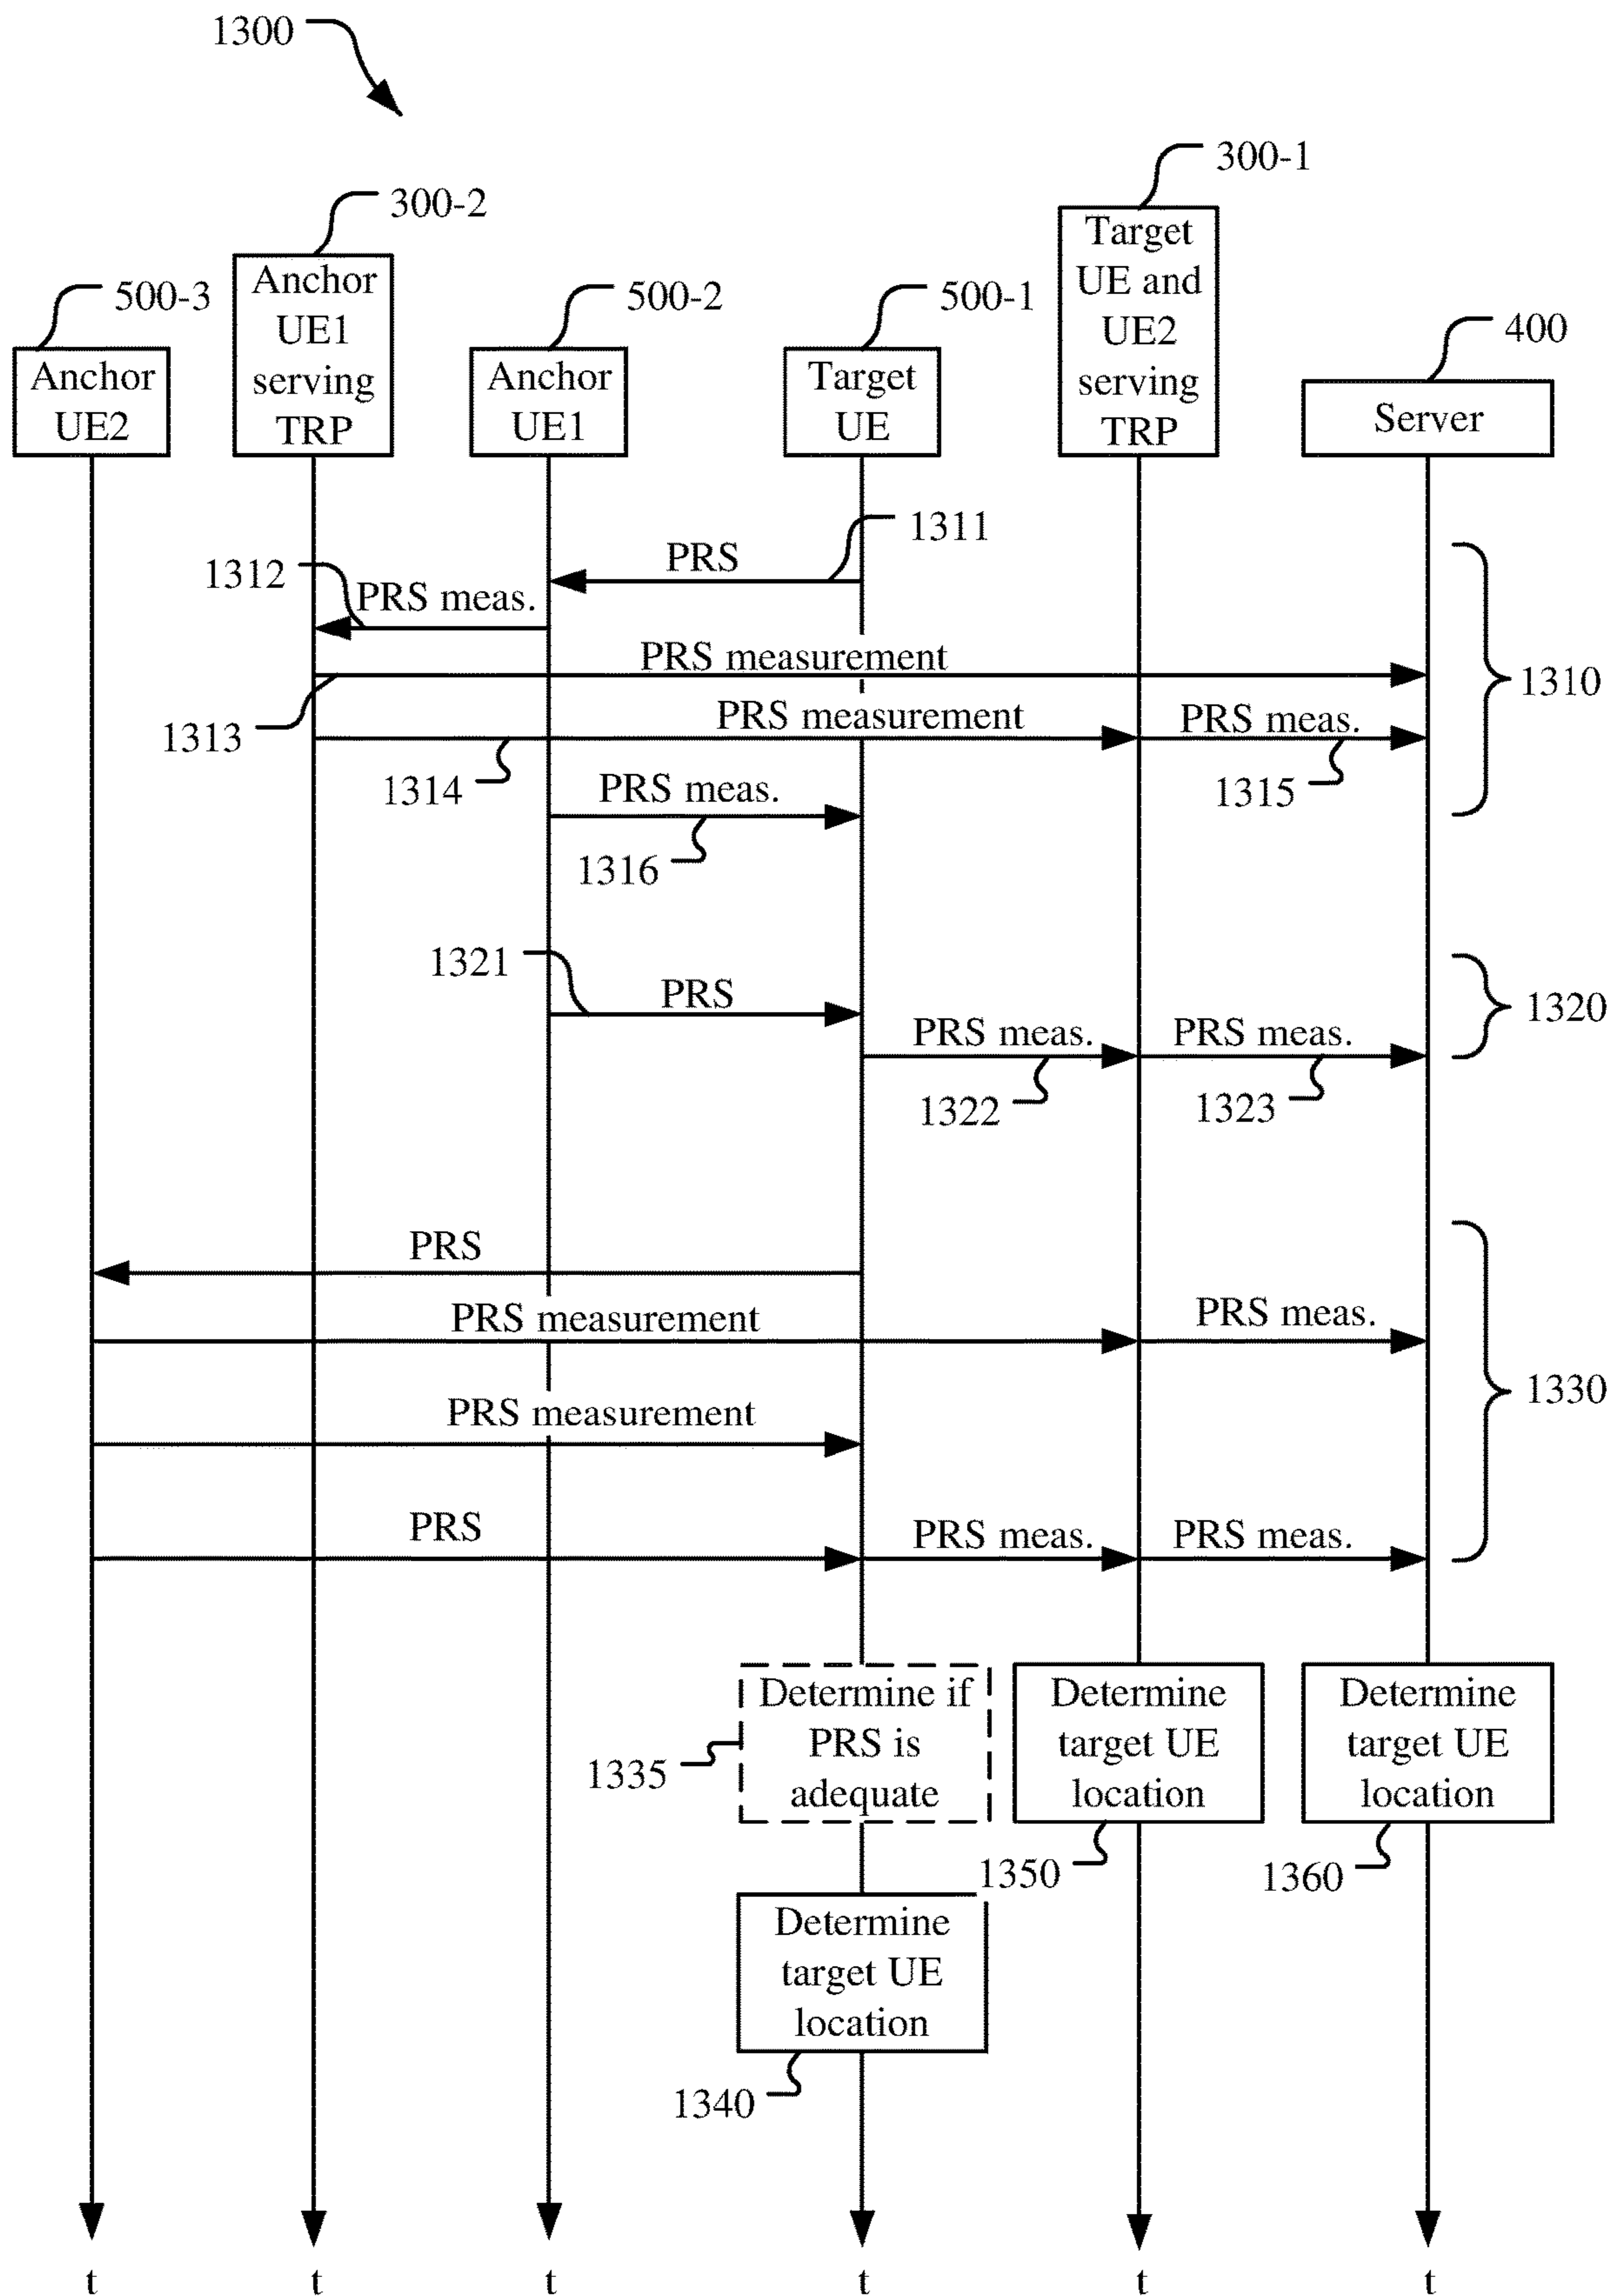 1300
300-1
300-2
500-3
500-2
500-1
400
Anchor
UE2
Anchor
UE1
serving
TRP
Anchor
UE1
Target
UE
Target
UE and
UE2
serving
TRP
Server
1311
PRS
1312
PRS meas.
PRS measurement
1313
1310
PRS measurement
PRS meas.
1314
1315
PRS meas.
1316
1321
PRS
1320
PRS meas.
PRS meas.
1322
1323
PRS
PRS measurement
PRS meas.
1330
PRS measurement
PRS
PRS meas.
PRS meas.
Determine if
PRS is
adequate
1335
Determine
target UE
location
1350
Determine
target UE
location
1360
Determine
target UE
location
1340
t
t
t
t
t
t